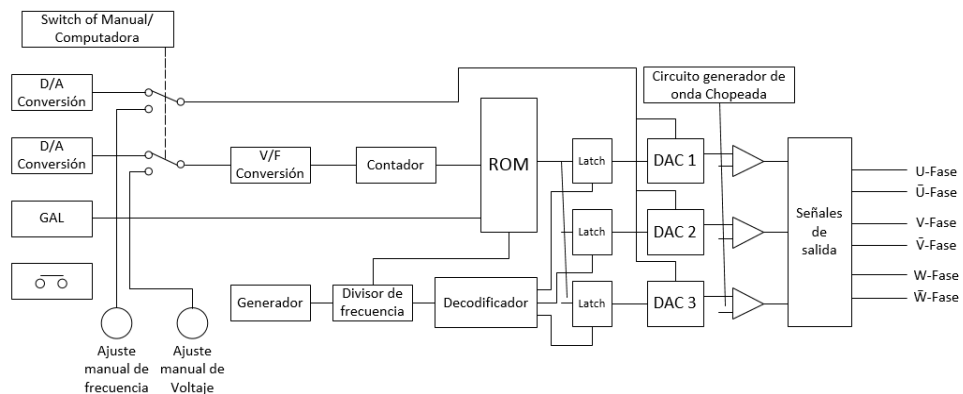 Switch of Manual/
Computadora
D/A
Conversión
D/A
Conversión
GAL
Ajuste
manual de
frecuencia
Ajuste
manual de
Voltaje
V/F
Conversión
Contador
ROM
Generador
Divisor de
frecuencia
Decodificador
Latch
Latch
Latch
DAC 1
DAC 2
DAC 3
Circuito generador de
onda Chopeada
Señales
de
salida
U-Fase
Ū-Fase
V-Fase
V̄-Fase
W-Fase
W̄-Fase